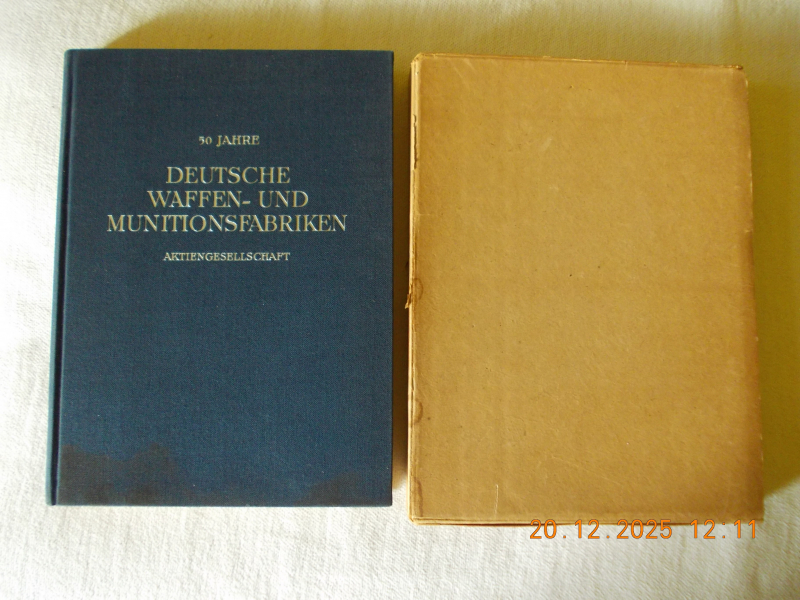 50 JAHRE
DEUTSCHE
WAFFEN- UND
MUNITIONSFABRIKEN
AKTIENGESELLSCHAFT
20.12.2025 12:11